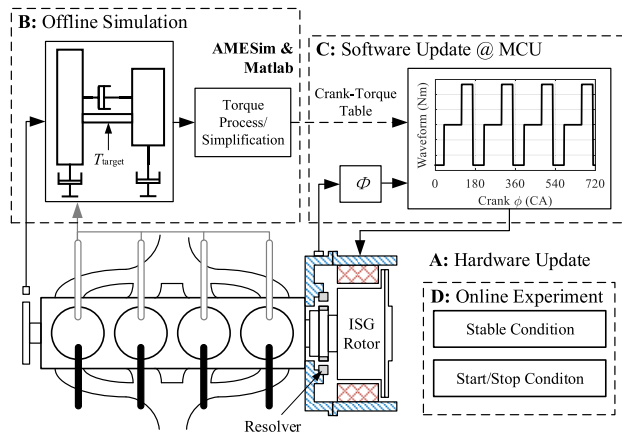 B: Offline Simulation
AMESim &
Matlab
C: Software Update @ MCU
Ttarget
Torque
Process/
Simplification
Crank-Torque
Table
Waveform (Nm)
0 180 360 540 720
Crank ϕ (CA)
Φ
A: Hardware Update
D: Online Experiment
Stable Condition
Start/Stop Conditon
ISG
Rotor
Resolver